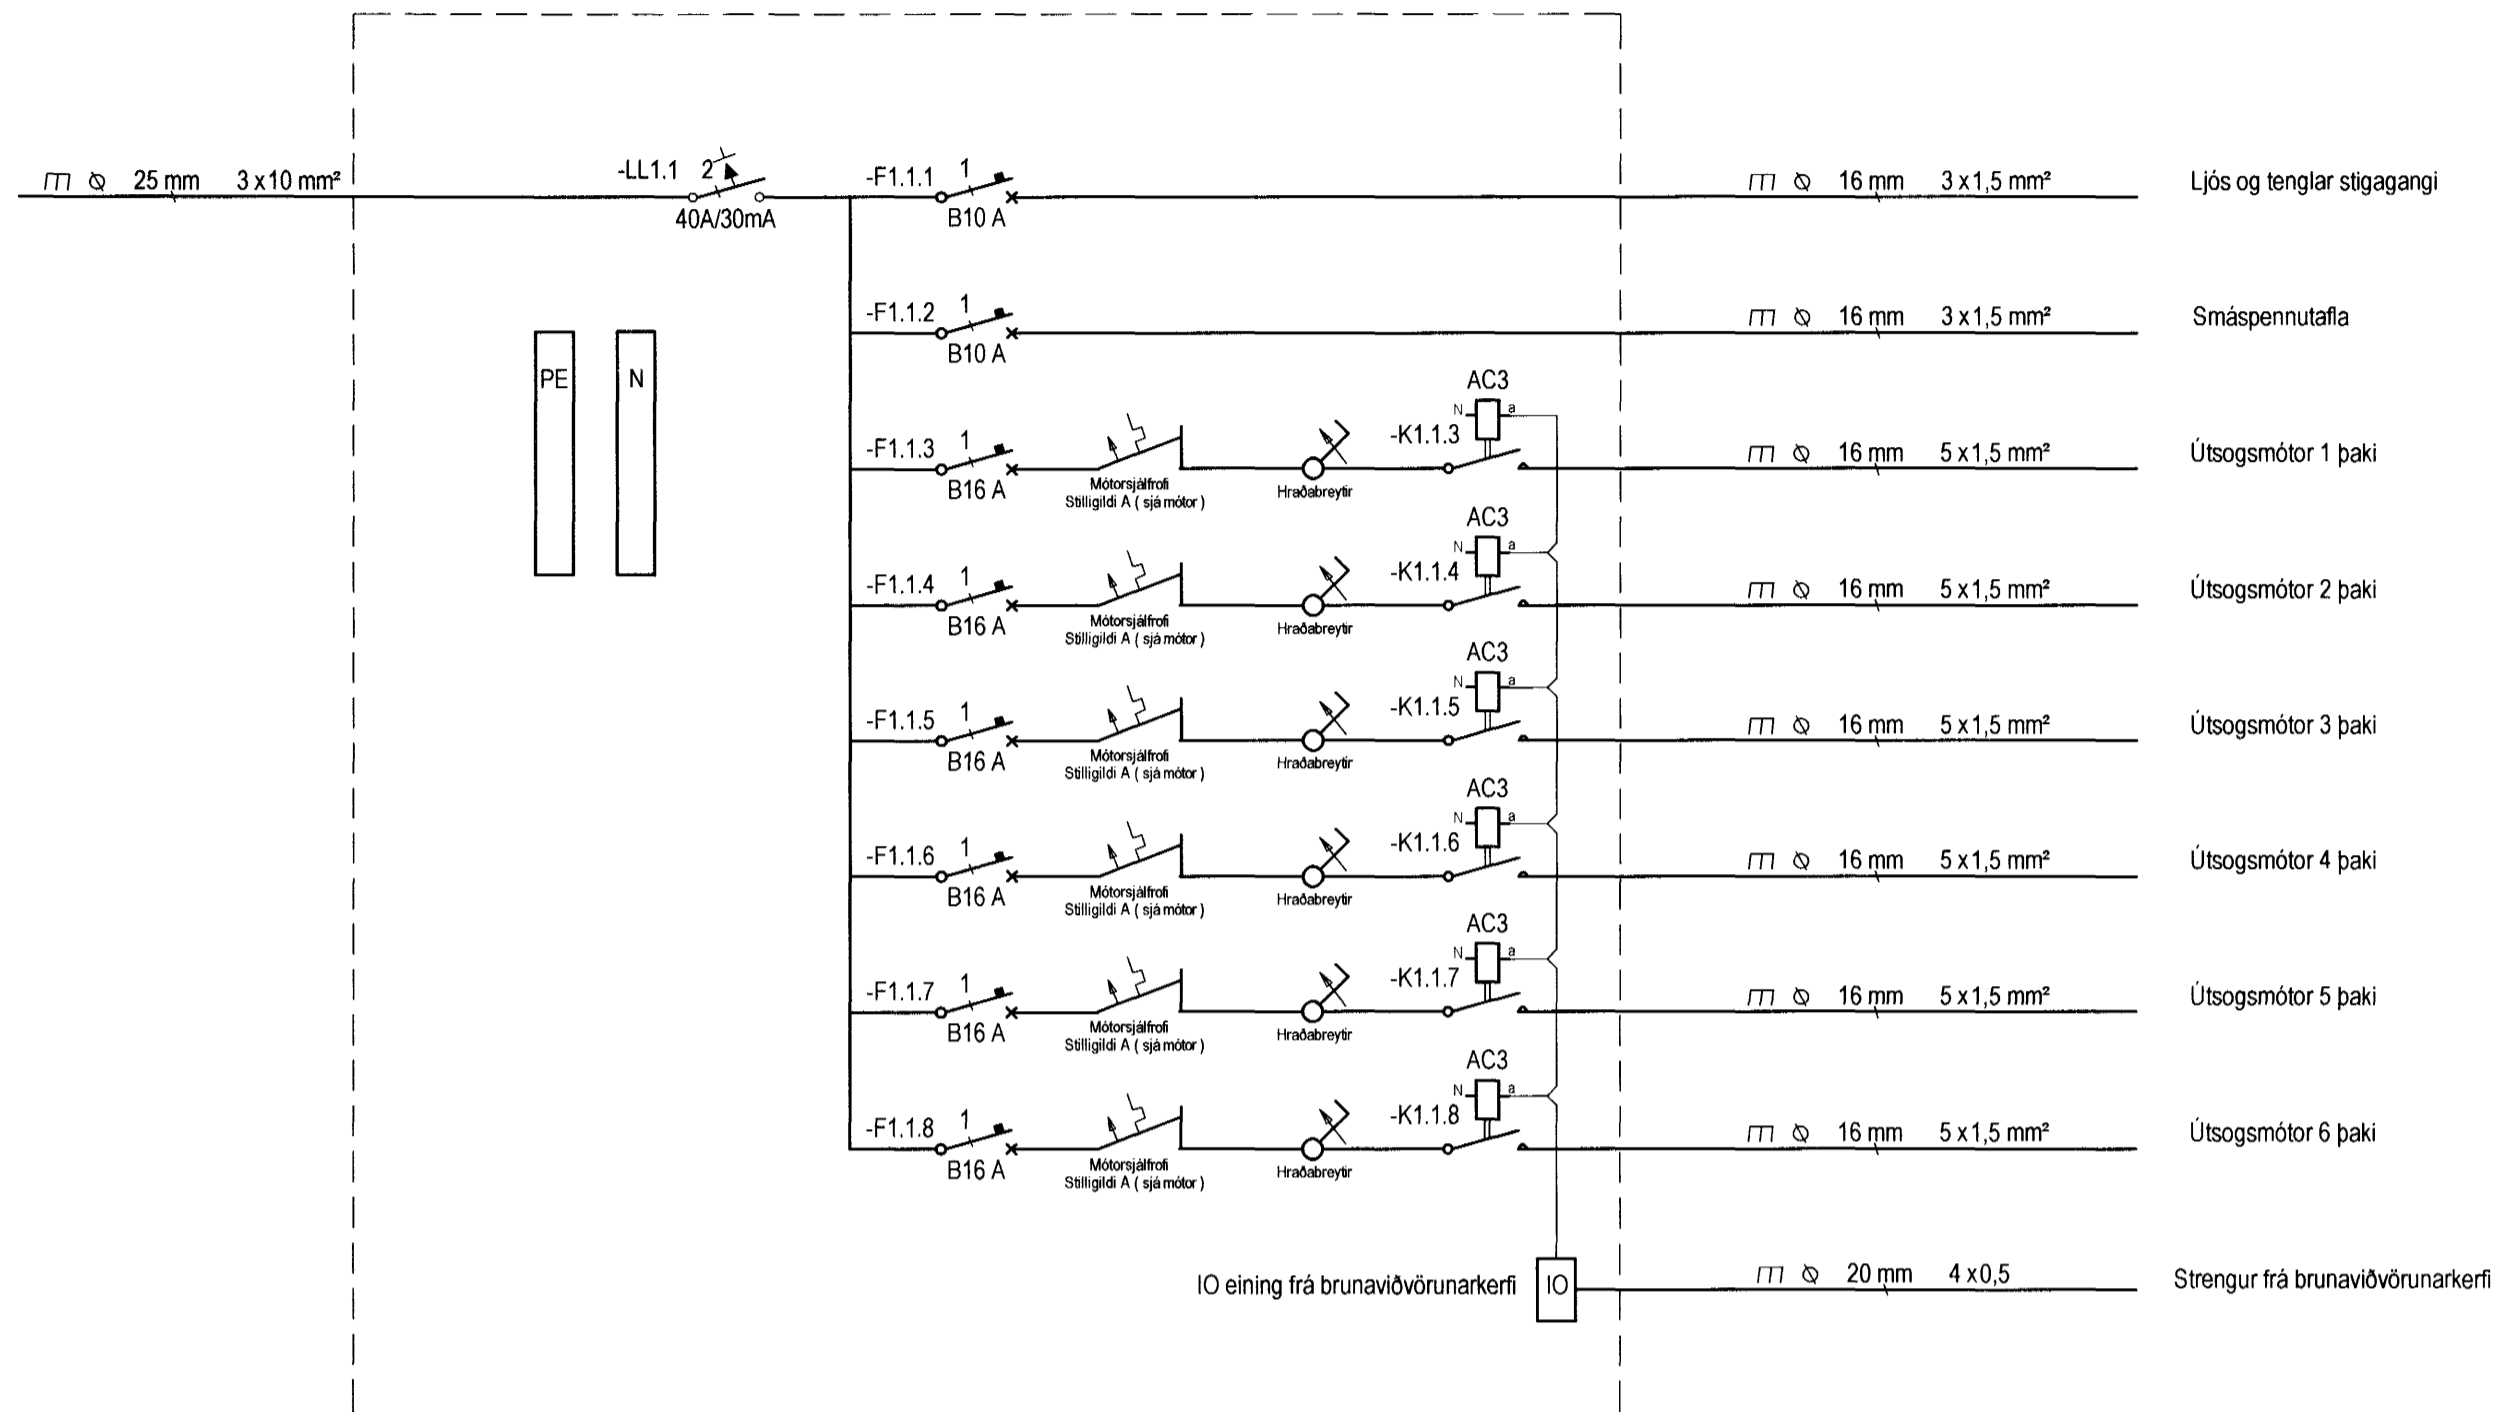 25 mm 3 x 10 mm²
-LL1.1 2
40A/30mA
-F1.1.1 1
B10 A
16 mm 3 x 1,5 mm²
Ljós og tenglar stigagangi
-F1.1.2 1
B10 A
16 mm 3 x 1,5 mm²
Smáspennutafla
PE
N
-F1.1.3 1
B16 A
Mótorsjálfrofi
Stilligildi A ( sjá mótor )
Hraðabreytir
AC3
N a
-K1.1.3
16 mm 5 x 1,5 mm²
Útsogsmótor 1 þaki
-F1.1.4 1
B16 A
Mótorsjálfrofi
Stilligildi A ( sjá mótor )
Hraðabreytir
AC3
N a
-K1.1.4
16 mm 5 x 1,5 mm²
Útsogsmótor 2 þaki
-F1.1.5 1
B16 A
Mótorsjálfrofi
Stilligildi A ( sjá mótor )
Hraðabreytir
AC3
N a
-K1.1.5
16 mm 5 x 1,5 mm²
Útsogsmótor 3 þaki
-F1.1.6 1
B16 A
Mótorsjálfrofi
Stilligildi A ( sjá mótor )
Hraðabreytir
AC3
N a
-K1.1.6
16 mm 5 x 1,5 mm²
Útsogsmótor 4 þaki
-F1.1.7 1
B16 A
Mótorsjálfrofi
Stilligildi A ( sjá mótor )
Hraðabreytir
AC3
N a
-K1.1.7
16 mm 5 x 1,5 mm²
Útsogsmótor 5 þaki
-F1.1.8 1
B16 A
Mótorsjálfrofi
Stilligildi A ( sjá mótor )
Hraðabreytir
AC3
N a
-K1.1.8
16 mm 5 x 1,5 mm²
Útsogsmótor 6 þaki
IO eining frá brunaviðvörunarkerfi
IO
20 mm 4 x 0,5
Strengur frá brunaviðvörunarkerfi